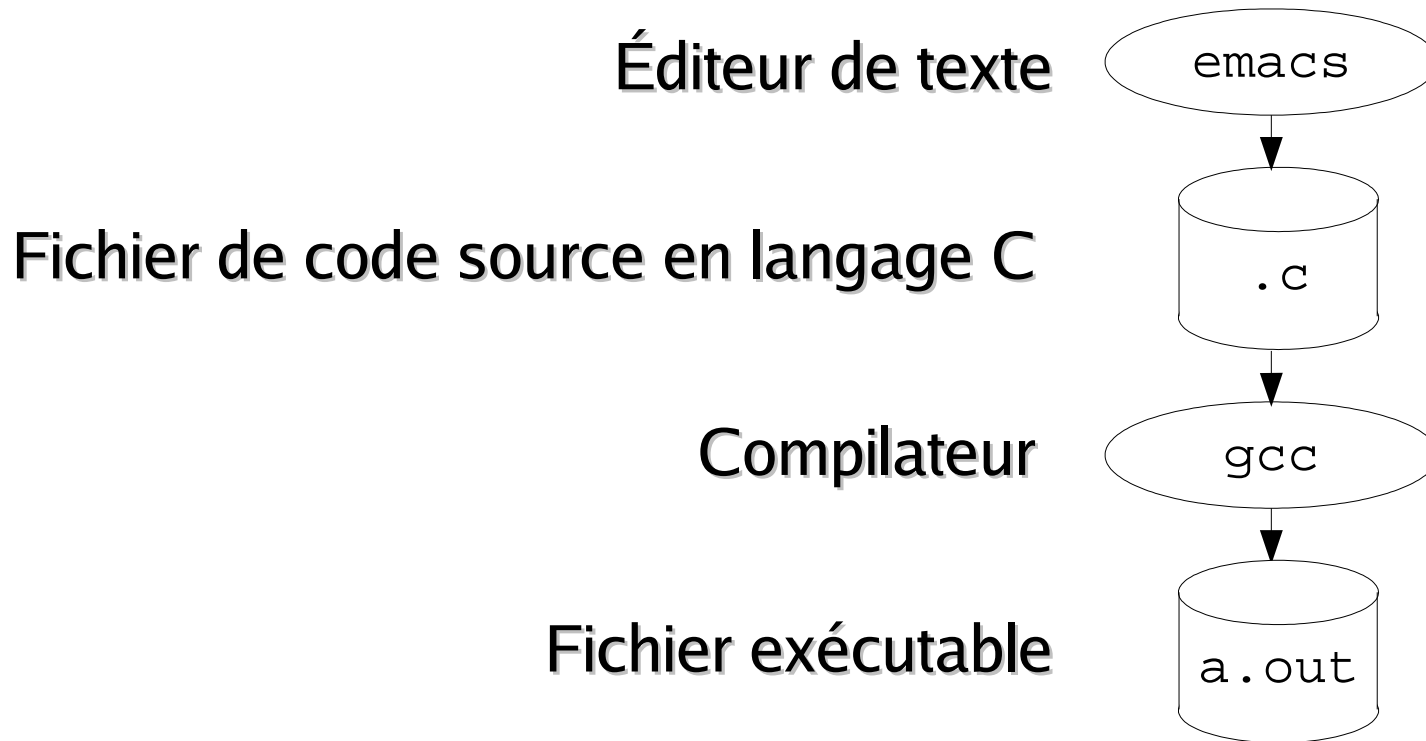 Éditeur de texte
emacs
Fichier de code source en langage C
.c
Compilateur
gcc
Fichier exécutable
a.out